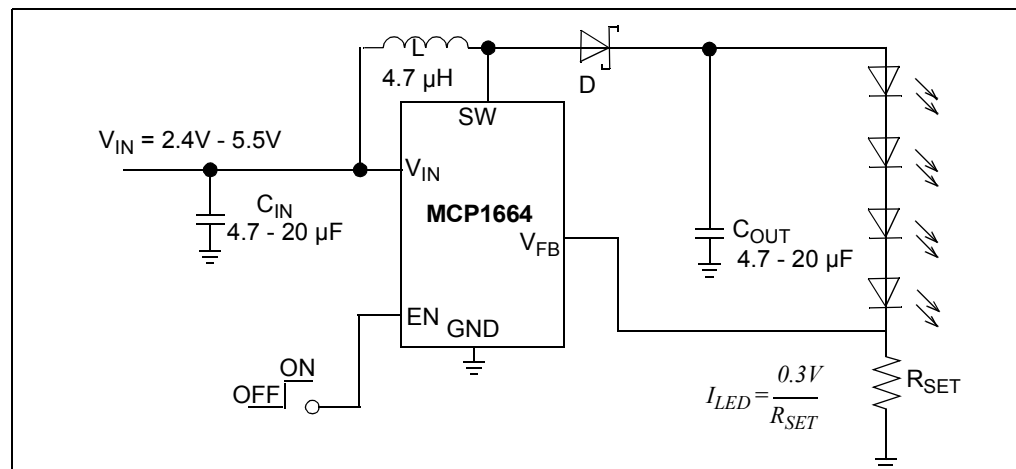 L
4.7 µH
D
SW
V_IN = 2.4V - 5.5V
V_IN
C_IN
4.7 - 20 µF
MCP1664
V_FB
C_OUT
4.7 - 20 µF
EN
GND
ON
OFF
I_LED = 0.3V / R_SET
R_SET